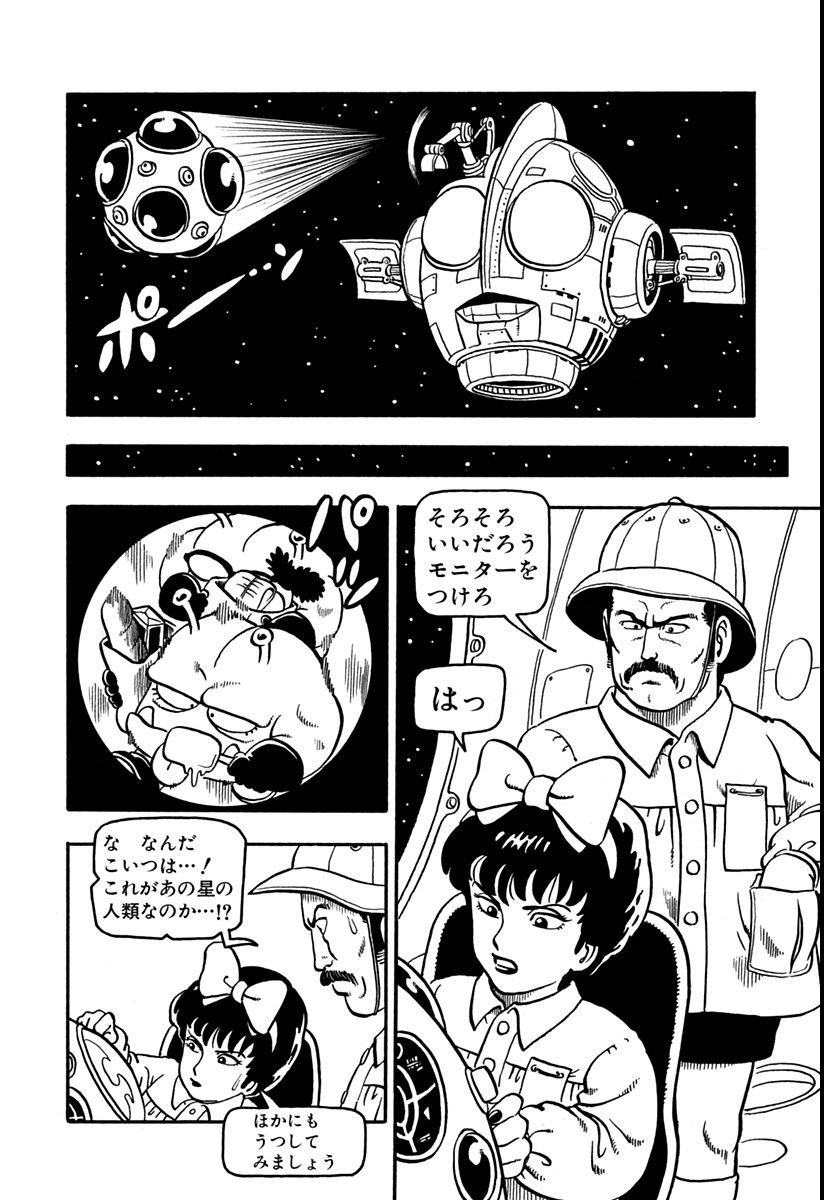 ポーン
そろそろ
いいだろう
モニターを
つけろ
はっ
パッ
な　なんだ
こいつは…！
これがあの星の
人類なのか…!?
ほかにも
うつして
みましょう